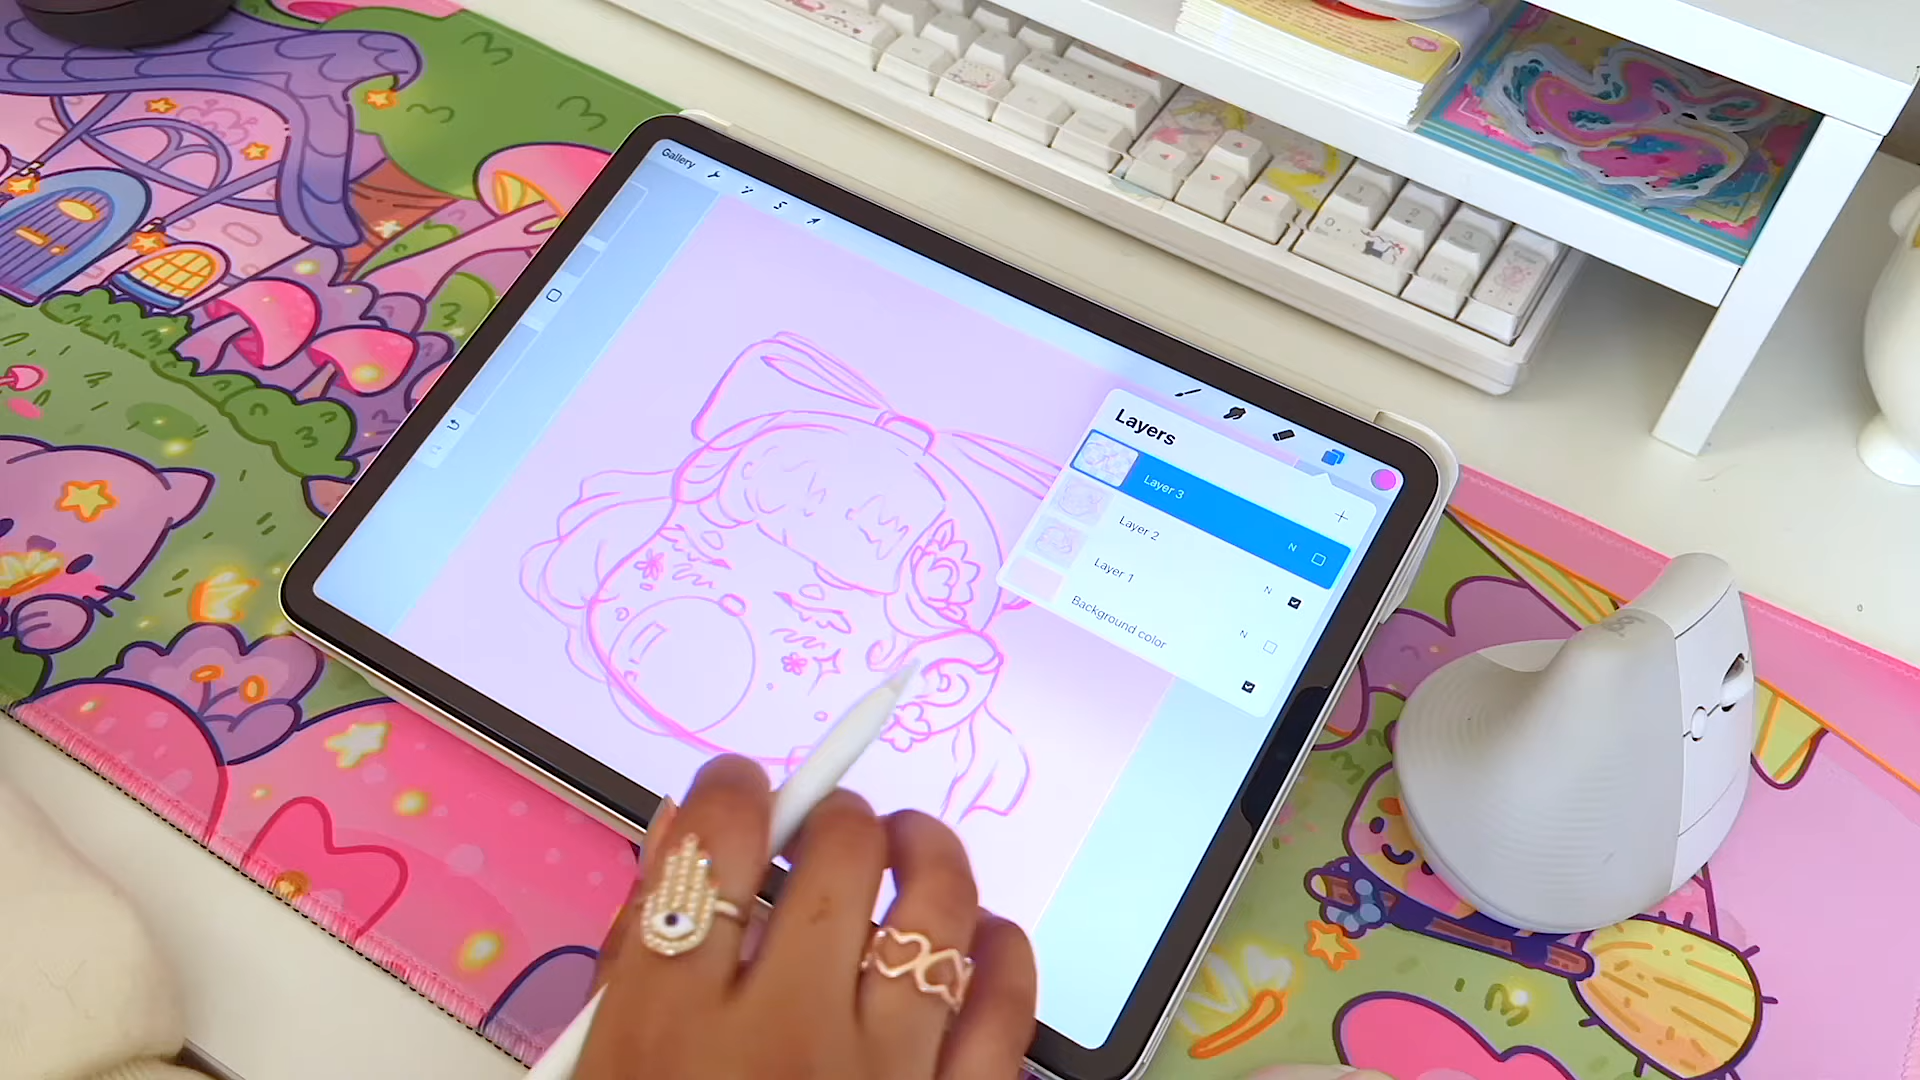 Gallery
Layers
Layer 3
N
Layer 2
N
Layer 1
N
Background color